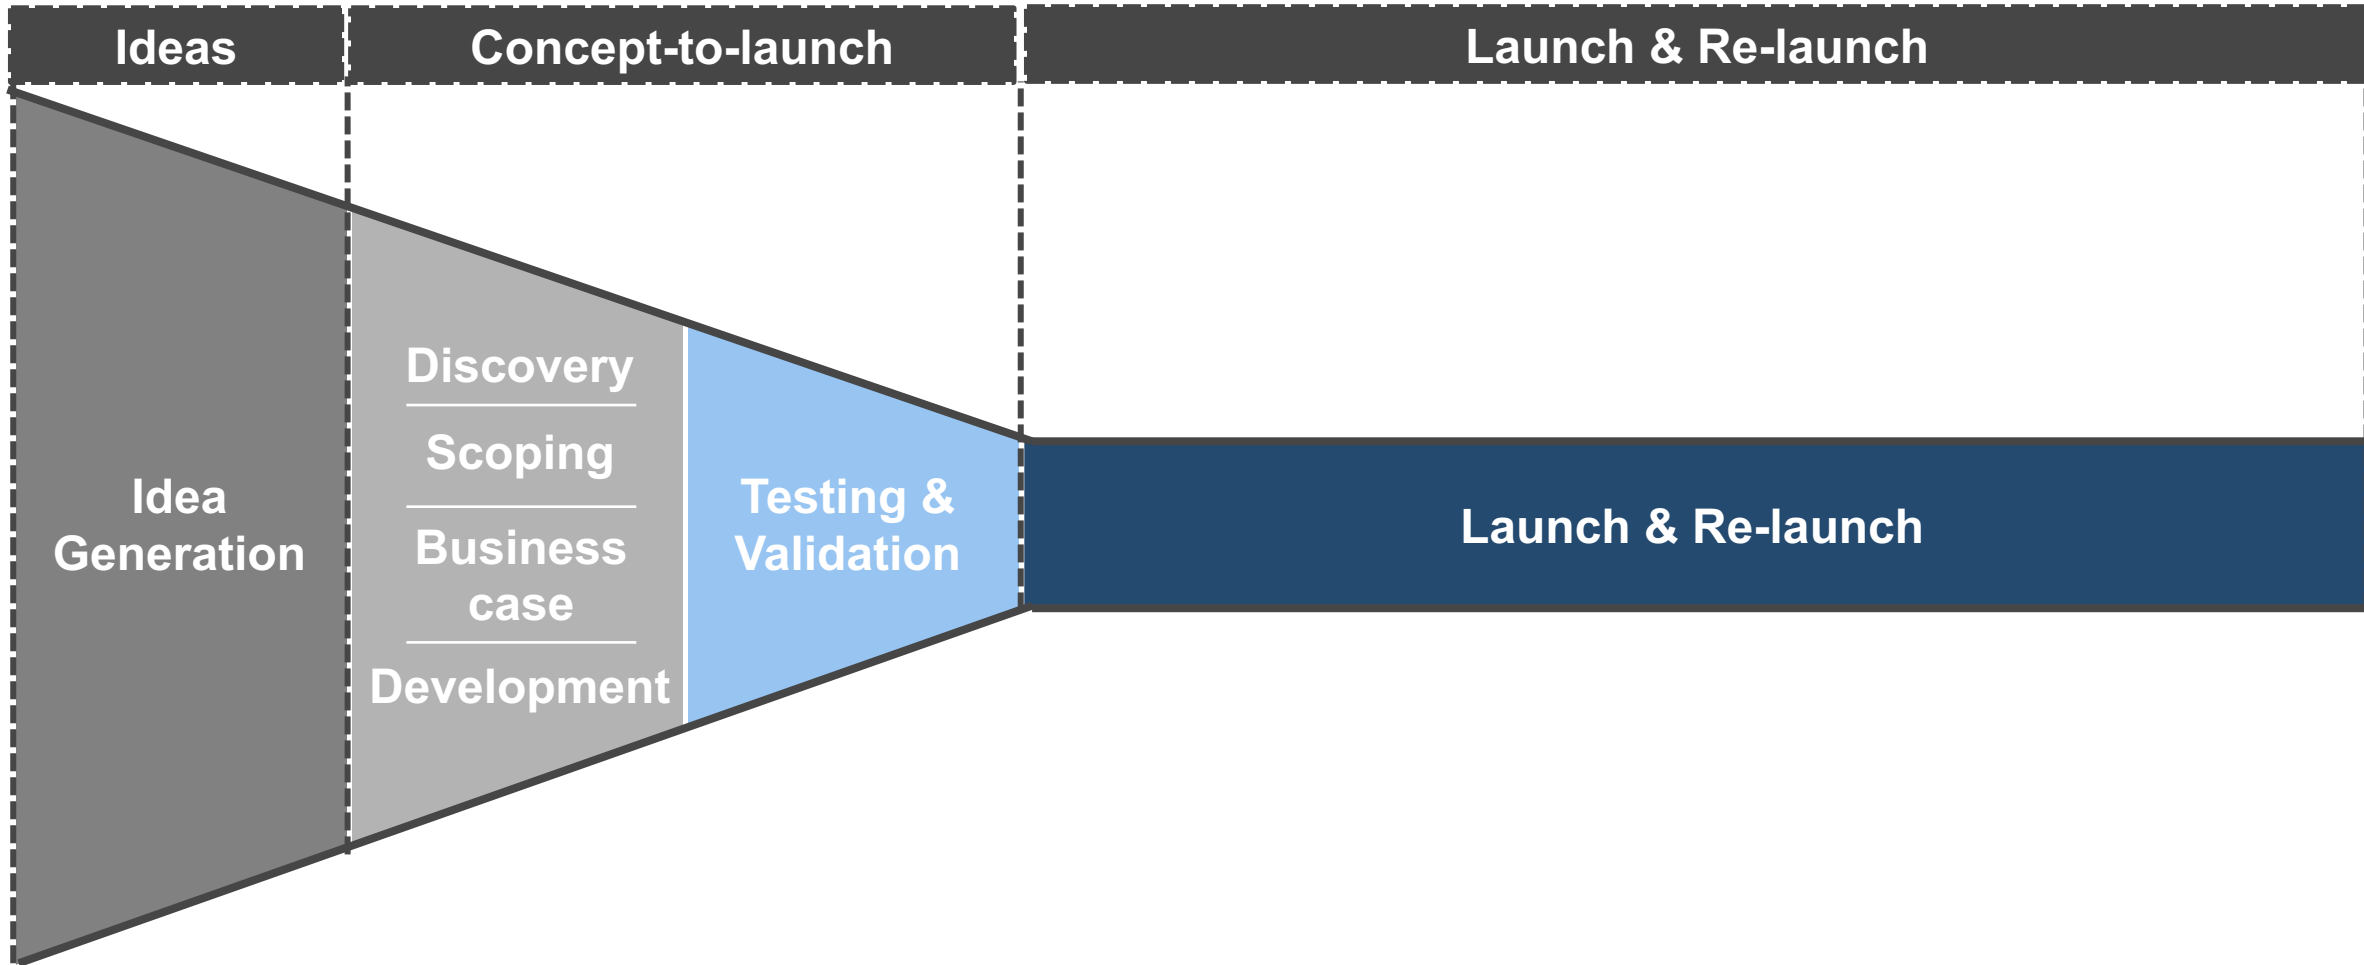 Ideas
Concept-to-launch
Launch & Re-launch
Idea
Generation
Discovery
Scoping
Business
case
Development
Testing &
Validation
Launch & Re-launch